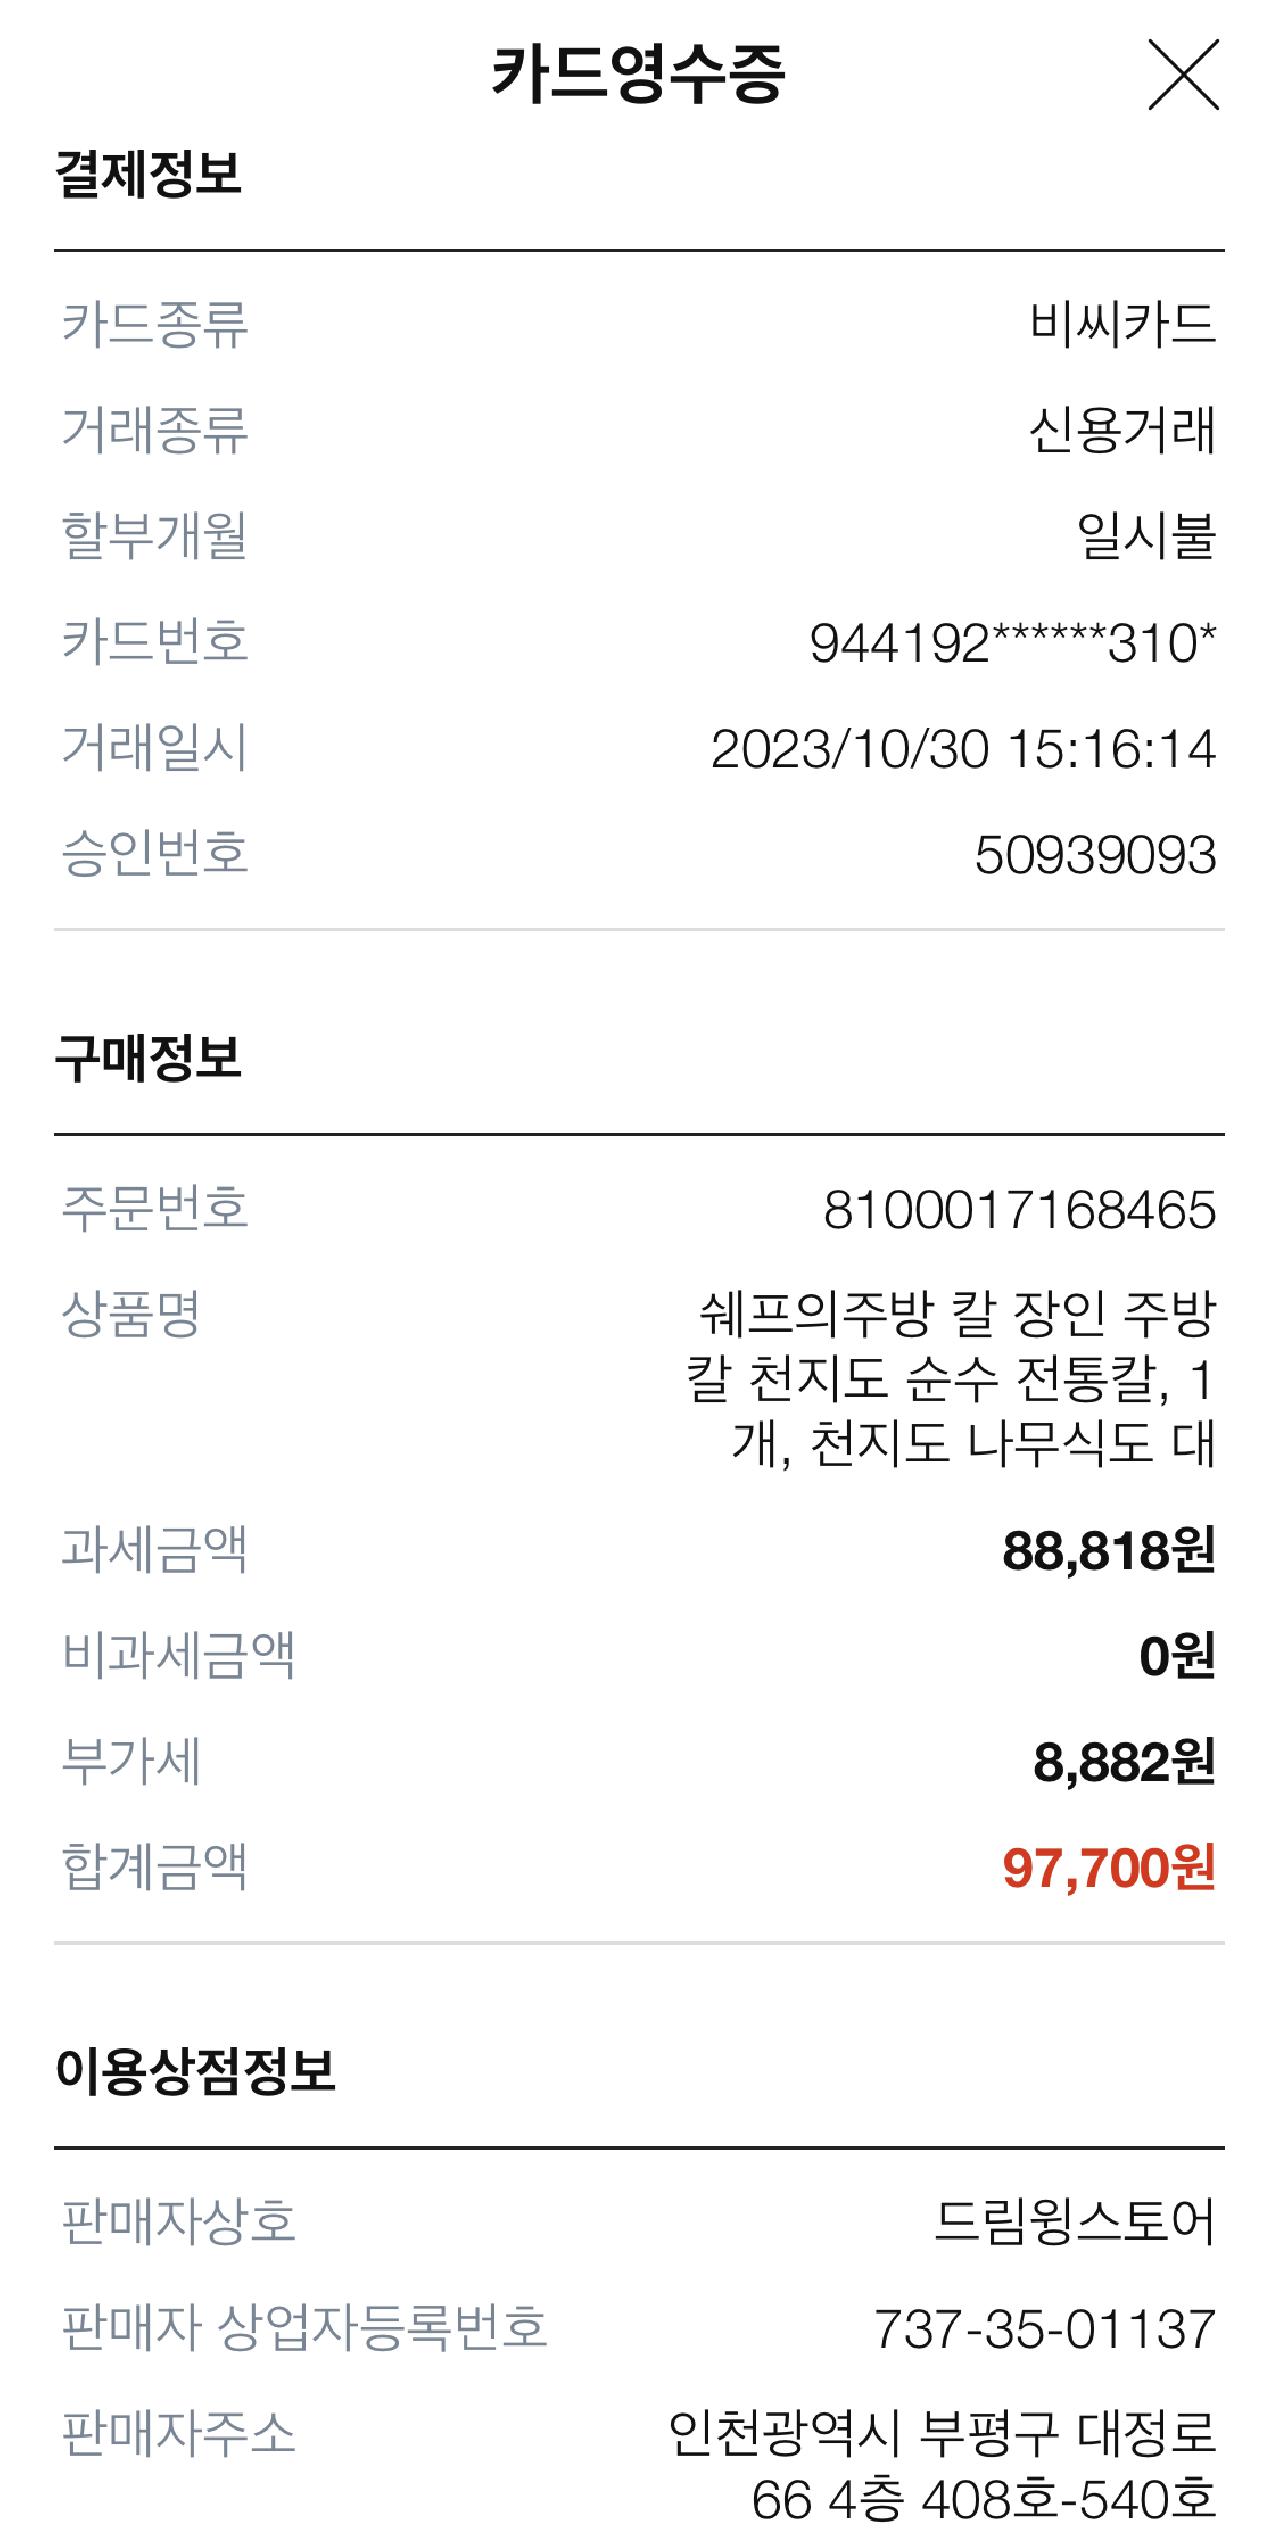 카드영수증
결제정보
카드종류 비씨카드
거래종류 신용거래
할부개월 일시불
카드번호 944192******310*
거래일시 2023/10/30 15:16:14
승인번호 50939093
구매정보
주문번호 8100017168465
상품명 쉐프의주방 칼 장인 주방
칼 천지도 순수 전통칼, 1
개, 천지도 나무식도 대
과세금액 88,818원
비과세금액 0원
부가세 8,882원
합계금액 97,700원
이용상점정보
판매자상호 드림윙스토어
판매자 상업자등록번호 737-35-01137
판매자주소 인천광역시 부평구 대정로
66 4층 408호-540호